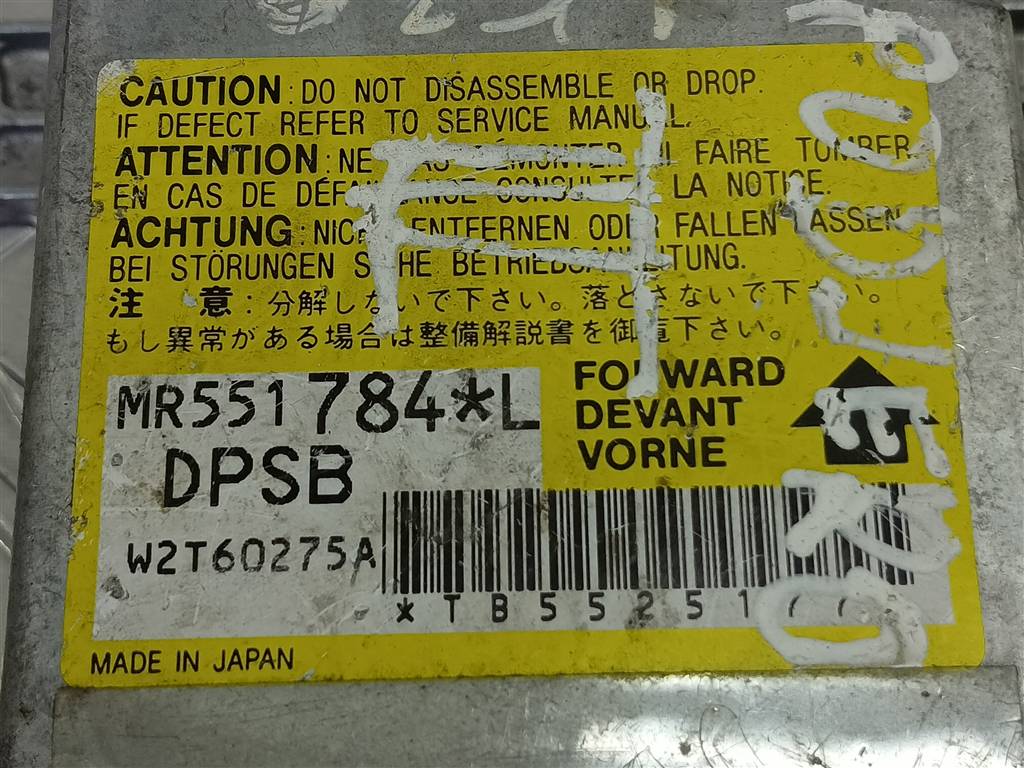 CAUTION: DO NOT DISASSEMBLE OR DROP.
IF DEFECT REFER TO SERVICE MANUAL.
ATTENTION: NE PAS DÉMONTER NI FAIRE TOMBER.
EN CAS DE DÉFAILLANCE CONSULTER LA NOTICE.
ACHTUNG: NICHT ENTFERNEN ODER FALLEN LASSEN.
BEI STÖRUNGEN SIEHE BETRIEBSANLEITUNG.
注 意: 分解しないで下さい。落とさないで下さい。
もし異常がある場合は整備解説書を御覧下さい。
MR551784*L
DPSB
FORWARD
DEVANT
VORNE
W2T60275A
*TB55251
MADE IN JAPAN